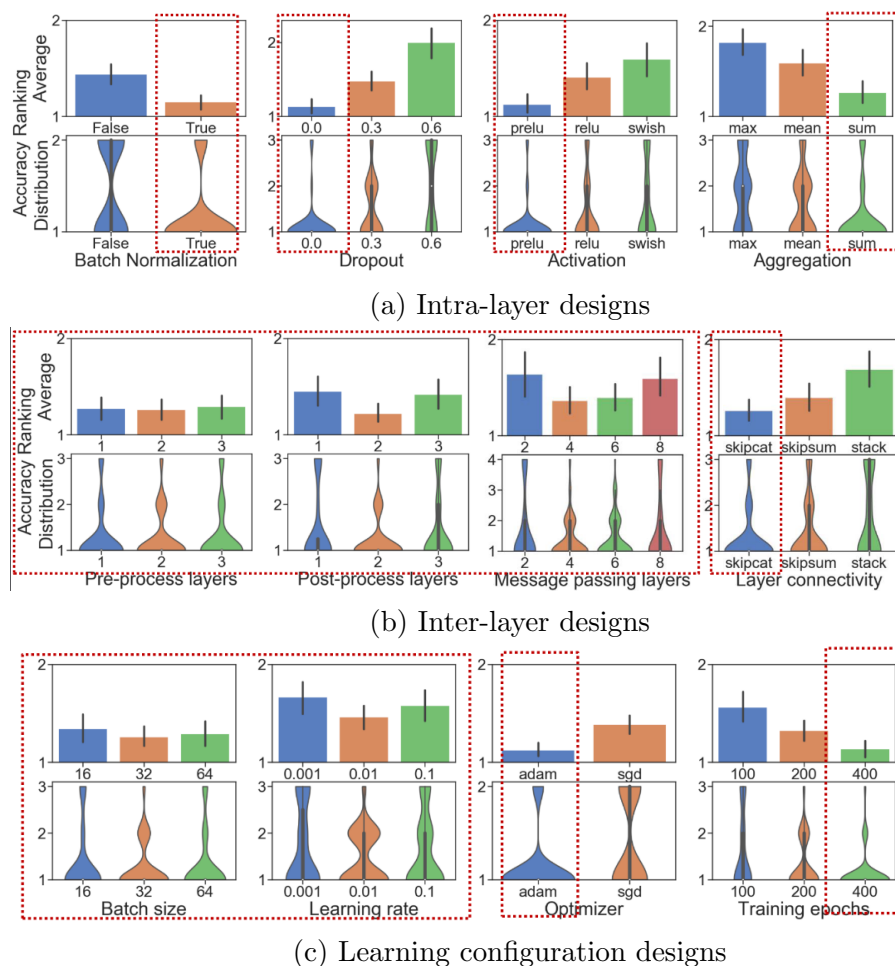 Accuracy Ranking
Average
2
1
False True
2
1
0.0 0.3 0.6
2
1
prelu relu swish
2
1
max mean sum
Distribution
2
1
False True
Batch Normalization
3
2
1
0.0 0.3 0.6
Dropout
3
2
1
prelu relu swish
Activation
3
2
1
max mean sum
Aggregation
(a) Intra-layer designs
Accuracy Ranking
Average
2
1
1 2 3
2
1
1 2 3
2
1
2 4 6 8
2
1
skipcat skipsum stack
Distribution
3
2
1
1 2 3
Pre-process layers
3
2
1
1 2 3
Post-process layers
4
3
2
1
2 4 6 8
Message passing layers
3
2
1
skipcat skipsum stack
Layer connectivity
(b) Inter-layer designs
2
1
16 32 64
2
1
0.001 0.01 0.1
2
1
adam sgd
2
1
100 200 400
3
2
1
16 32 64
Batch size
3
2
1
0.001 0.01 0.1
Learning rate
2
1
adam sgd
Optimizer
3
2
1
100 200 400
Training epochs
(c) Learning configuration designs